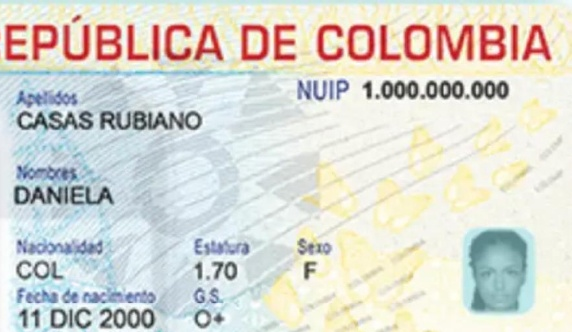 EPÚBLICA DE COLOMBIA
NUIP 1.000.000.000
Apellidos
CASAS RUBIANO
Nombres
DANIELA
Nacionalidad Estatura Sexo
COL 1.70 F
Fecha de nacimiento G.S.
11 DIC 2000 O+